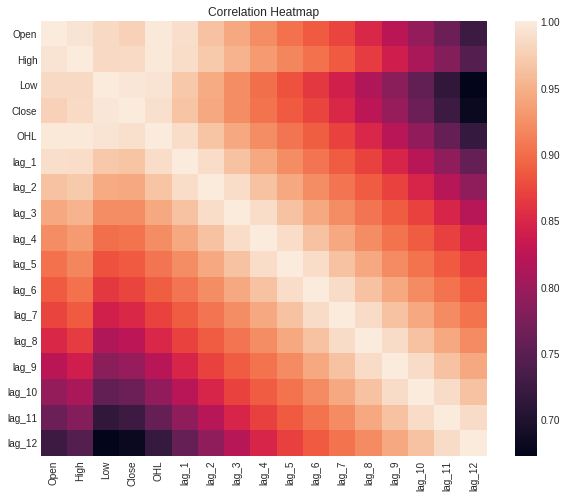 Correlation Heatmap
Open
High
Low
Close
OHL
lag_1
lag_2
lag_3
lag_4
lag_5
lag_6
lag_7
lag_8
lag_9
lag_10
lag_11
lag_12
Open
High
Low
Close
OHL
lag_1
lag_2
lag_3
lag_4
lag_5
lag_6
lag_7
lag_8
lag_9
lag_10
lag_11
lag_12
1.00
0.95
0.90
0.85
0.80
0.75
0.70